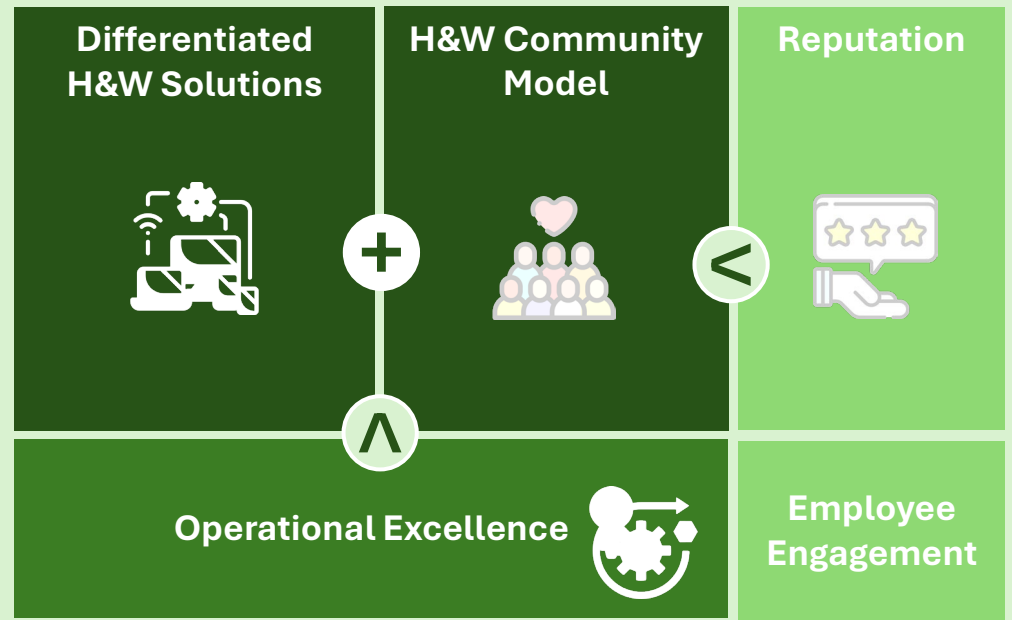 Differentiated
H&W Solutions
H&W Community
Model
Reputation
+
<
Λ
Operational Excellence
Employee
Engagement